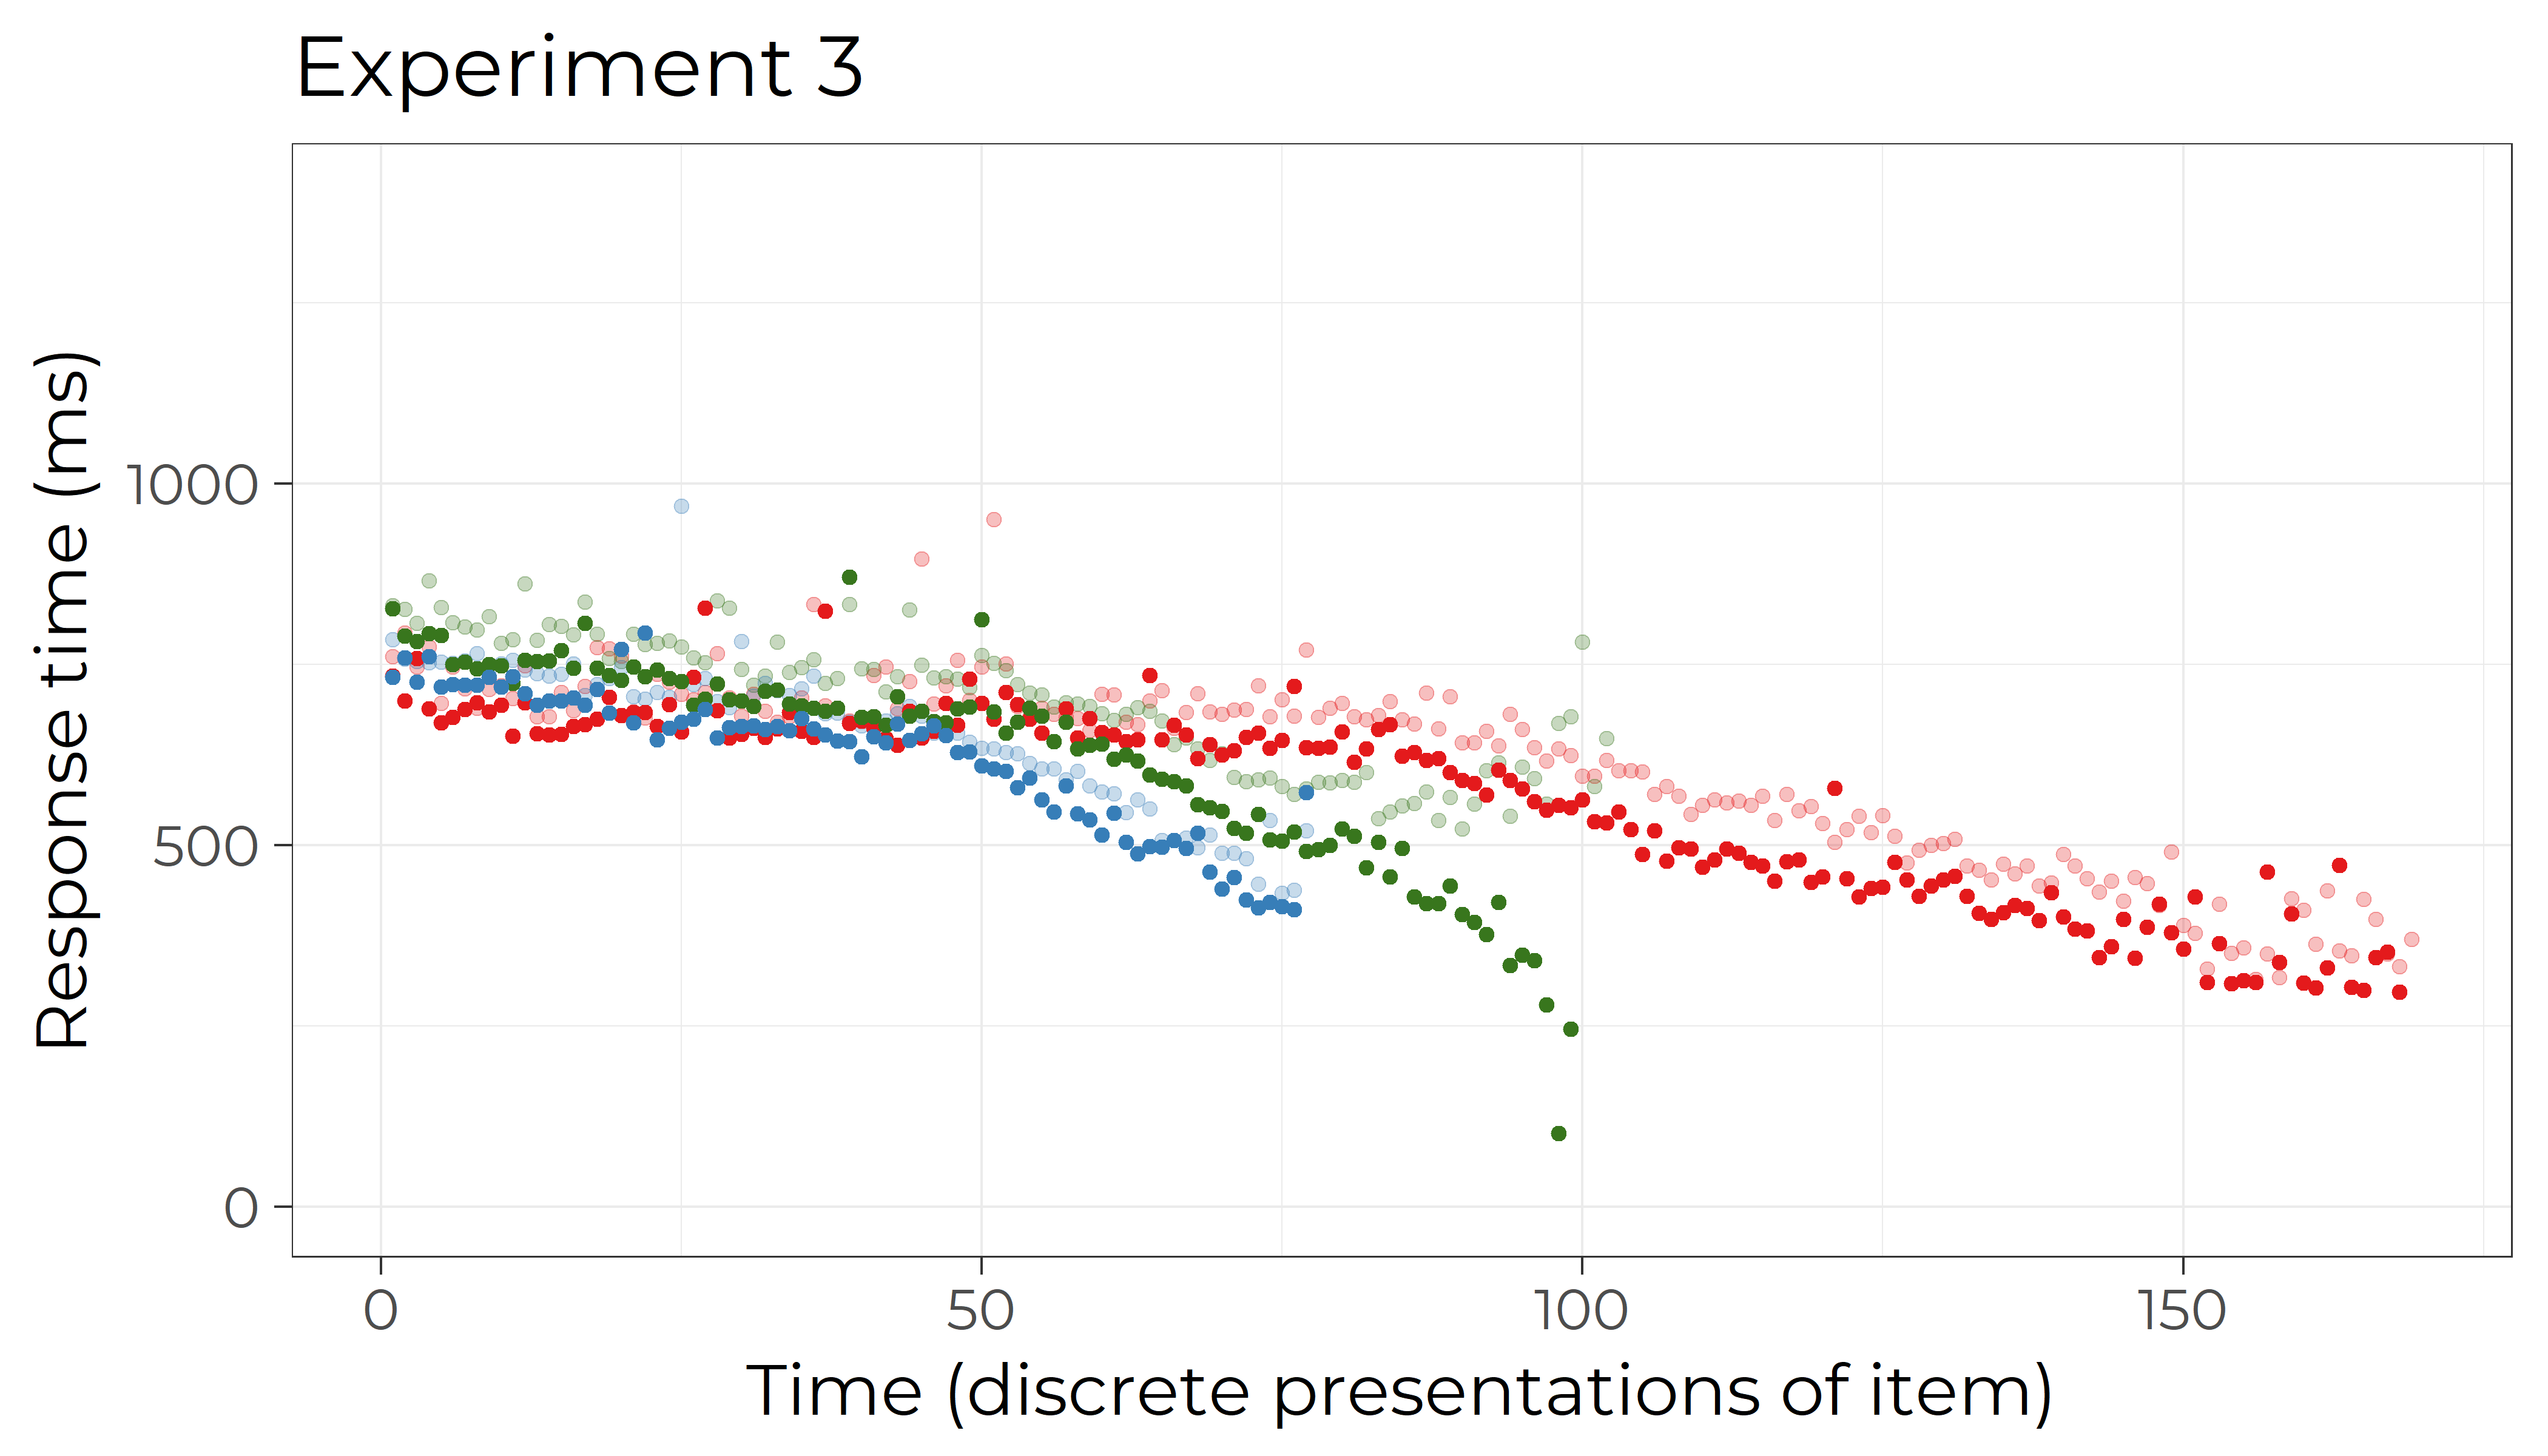 Experiment 3
Response time (ms)
1000
500
0
0
50
100
150
Time (discrete presentations of item)